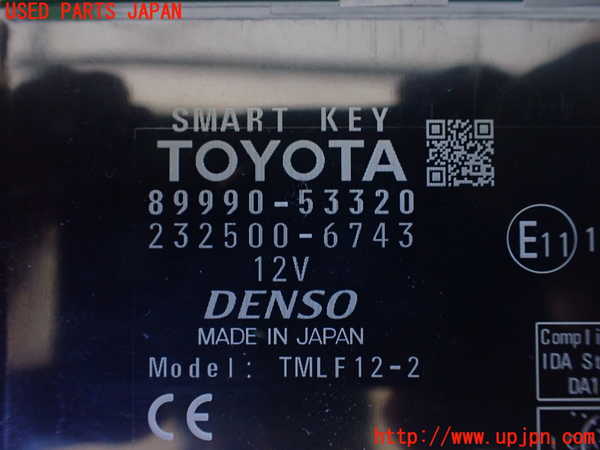 USED PARTS JAPAN
SMART KEY
TOYOTA
89990-53320
232500-6743
12V
DENSO
MADE IN JAPAN
Model: TMLF12-2
CE
E11 1
Compli
IDA St
DA1
http://www.upjpn.com